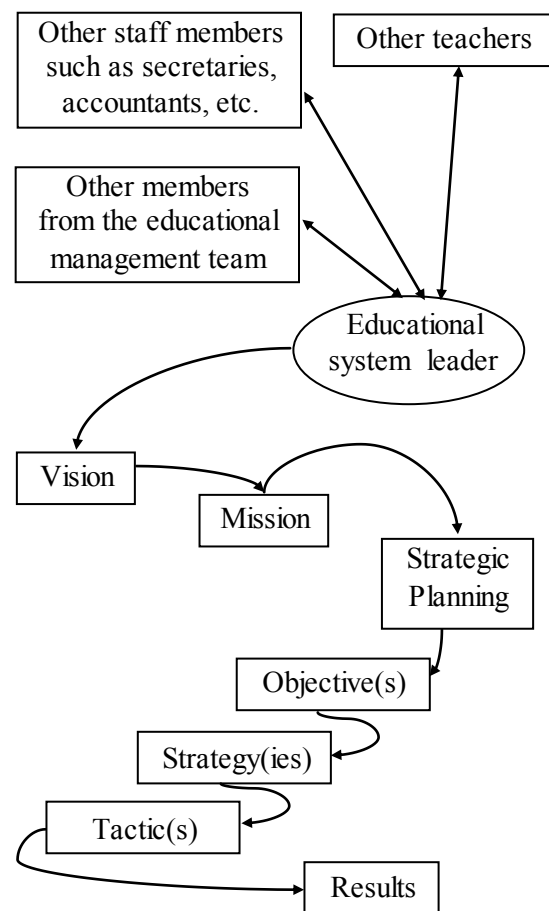 Other staff members
such as secretaries,
accountants, etc.
Other teachers
Other members
from the educational
management team
Educational
system leader
Vision
Mission
Strategic
Planning
Objective(s)
Strategy(ies)
Tactic(s)
Results